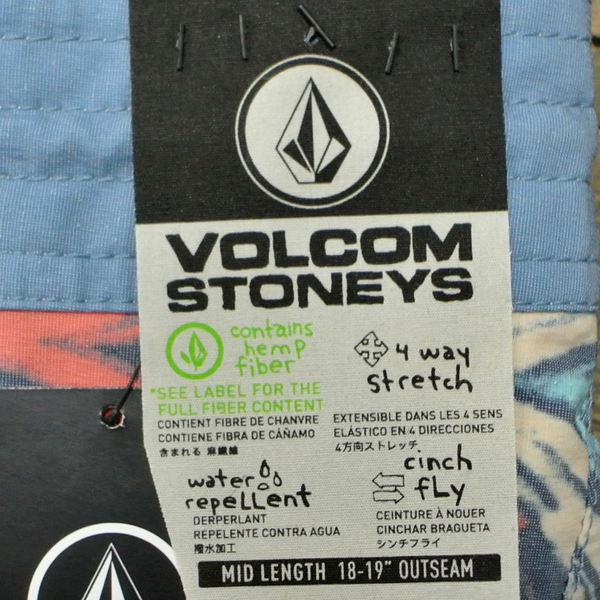 VOLCOM
STONEYS
contains
hemp
fiber
*SEE LABEL FOR THE
FULL FIBER CONTENT
CONTIENT FIBRE DE CHANVRE
CONTIENE FIBRA DE CÁÑAMO
含まれる 麻繊維
4 way
stretch
EXTENSIBLE DANS LES 4 SENS
ELÁSTICO EN 4 DIRECCIONES
4方向ストレッチ
water
repellent
DERPERLANT
REPELENTE CONTRA AGUA
撥水加工
cinch
fLy
CEINTURE À NOUER
CINCHAR BRAGUETA
シンチフライ
MID LENGTH 18-19" OUTSEAM